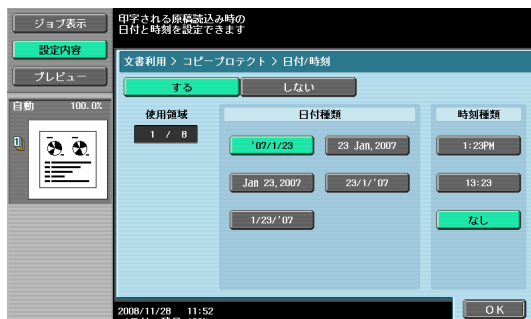 ジョブ表示
設定内容
プレビュー
自動 100.0%
印字される原稿読込み時の
日付と時刻を設定できます
文書利用 > コピープロテクト > 日付/時刻
する しない
使用領域
1 / 8
日付種類
'07/1/23 23 Jan,2007
Jan 23,2007 23/1/'07
1/23/'07
時刻種類
1:23PM
13:23
なし
2008/11/28 11:52
OK